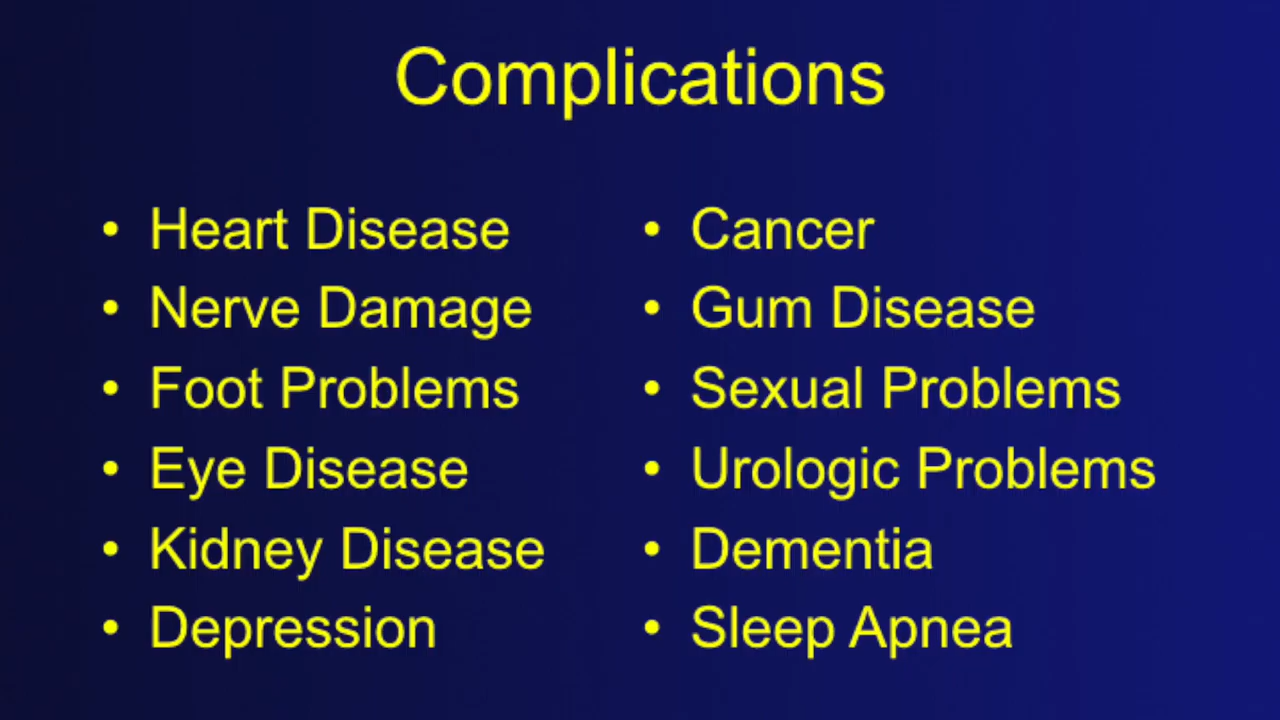 Complications
• Heart Disease
• Nerve Damage
• Foot Problems
• Eye Disease
• Kidney Disease
• Depression
• Cancer
• Gum Disease
• Sexual Problems
• Urologic Problems
• Dementia
• Sleep Apnea